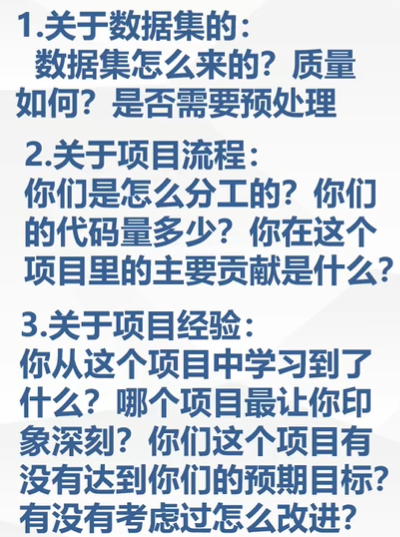 1.关于数据集的：
数据集怎么来的？质量
如何？是否需要预处理
2.关于项目流程：
你们是怎么分工的？你们
的代码量多少？你在这个
项目里的主要贡献是什么？
3.关于项目经验：
你从这个项目中学习到了
什么？哪个项目最让你印
象深刻？你们这个项目有
没有达到你们的预期目标？
有没有考虑过怎么改进？